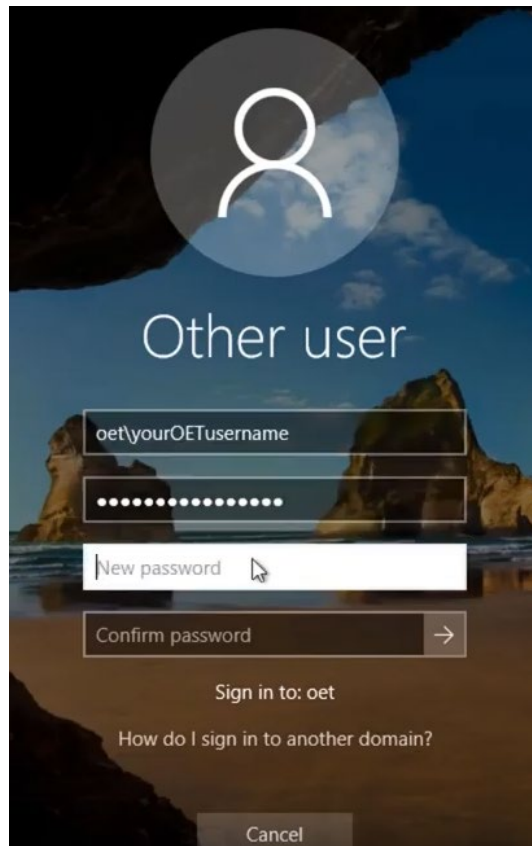 Other user
oet\yourOETusername
••••••••••••••••
New password
Confirm password
Sign in to: oet
How do I sign in to another domain?
Cancel